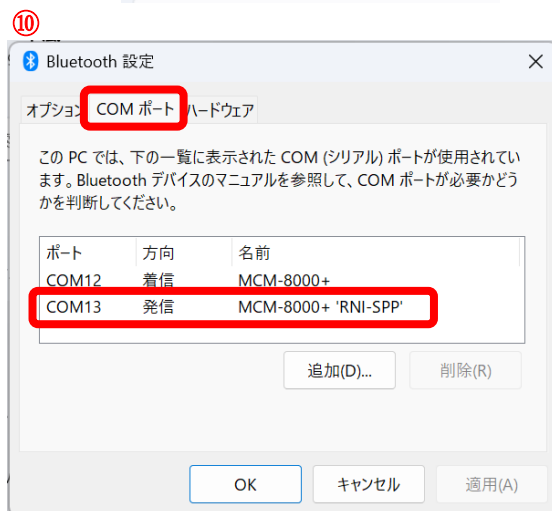 ⑩
Bluetooth 設定
オプション COM ポート ハードウェア
この PC では、下の一覧に表示された COM (シリアル) ポートが使用されてい
ます。Bluetooth デバイスのマニュアルを参照して、COM ポートが必要かどう
かを判断してください。
ポート 方向 名前
COM12 着信 MCM-8000+
COM13 発信 MCM-8000+ 'RNI-SPP'
追加(D)... 削除(R)
OK キャンセル 適用(A)